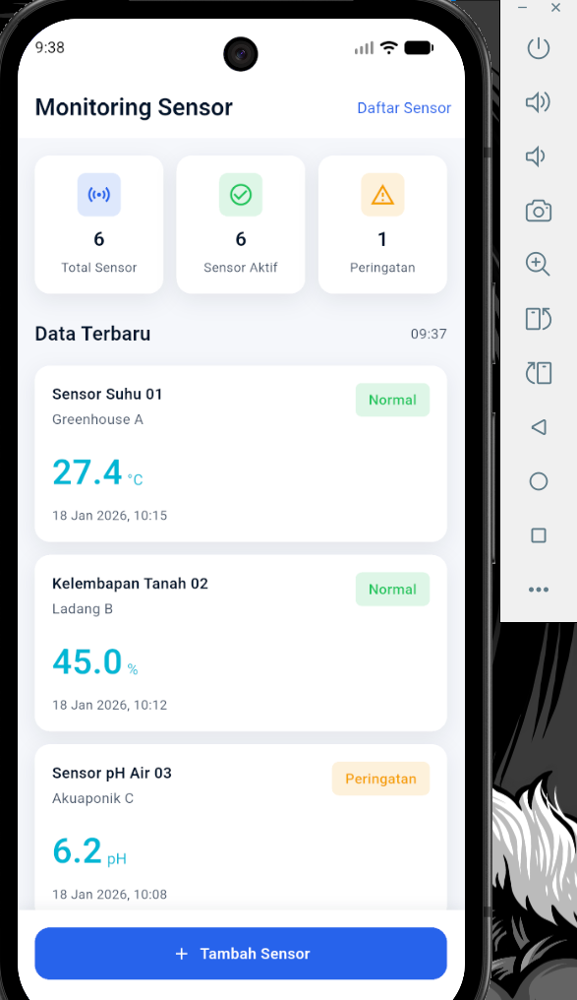 9:38
Monitoring Sensor
Daftar Sensor
6
Total Sensor
6
Sensor Aktif
1
Peringatan
Data Terbaru
09:37
Sensor Suhu 01
Normal
Greenhouse A
27.4 °C
18 Jan 2026, 10:15
Kelembapan Tanah 02
Normal
Ladang B
45.0 %
18 Jan 2026, 10:12
Sensor pH Air 03
Peringatan
Akuaponik C
6.2 pH
18 Jan 2026, 10:08
+ Tambah Sensor